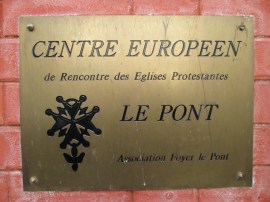 CENTRE EUROPEEN
de Rencontre des Eglises Protestantes
LE PONT
Association Foyer le Pont